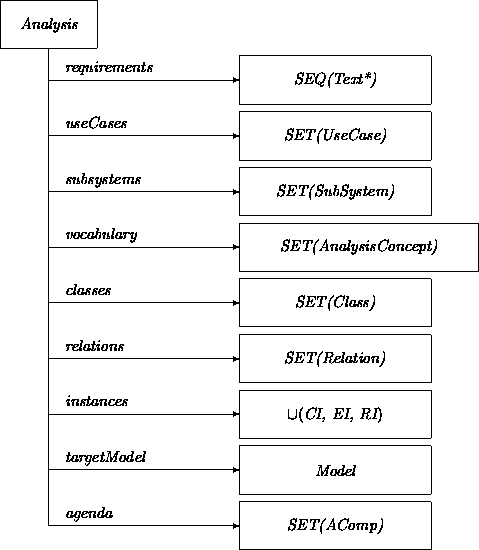 Analysis
requirements
SEQ(Text*)
useCases
SET(UseCase)
subsystems
SET(SubSystem)
vocabulary
SET(AnalysisConcept)
classes
SET(Class)
relations
SET(Relation)
instances
∪(CI, EI, RI)
targetModel
Model
agenda
SET(AComp)